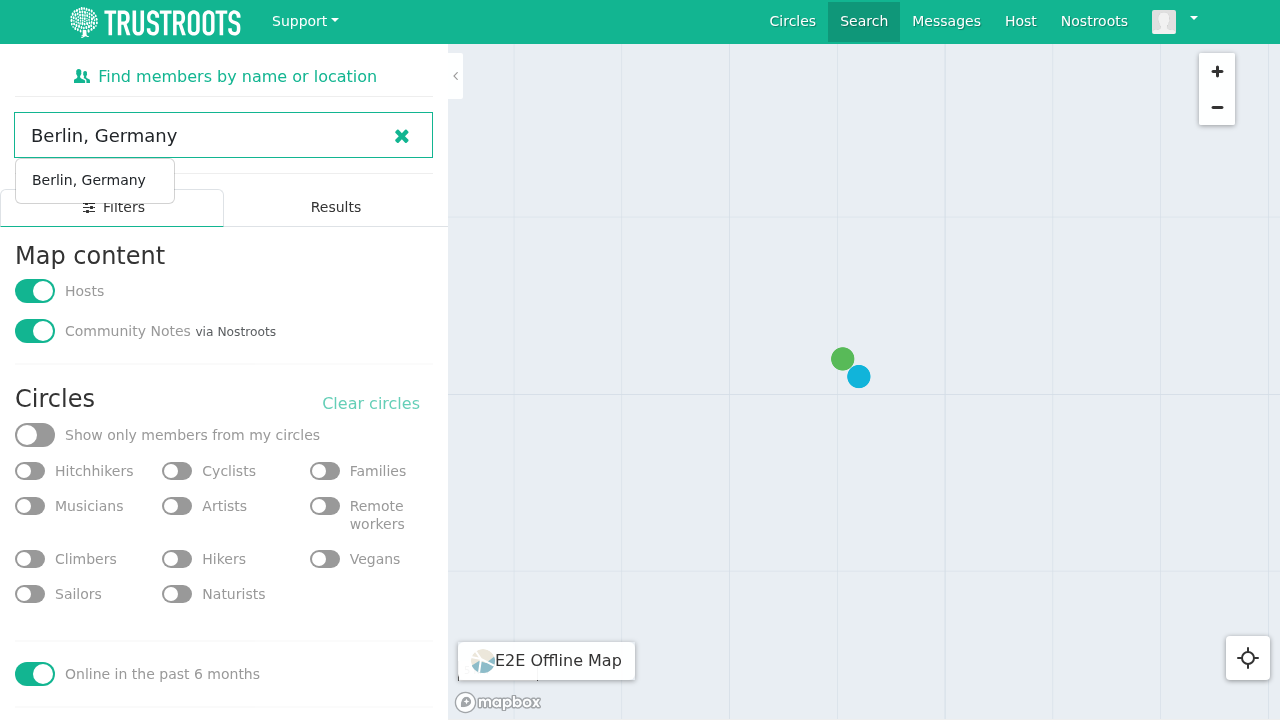 TRUSTROOTS
Support
Circles
Search
Messages
Host
Nostroots
Find members by name or location
Berlin, Germany
Berlin, Germany
Filters
Results
Map content
Hosts
Community Notes via Nostroots
Circles
Clear circles
Show only members from my circles
Hitchhikers
Cyclists
Families
Musicians
Artists
Remote
workers
Climbers
Hikers
Vegans
Sailors
Naturists
Online in the past 6 months
E2E Offline Map
mapbox